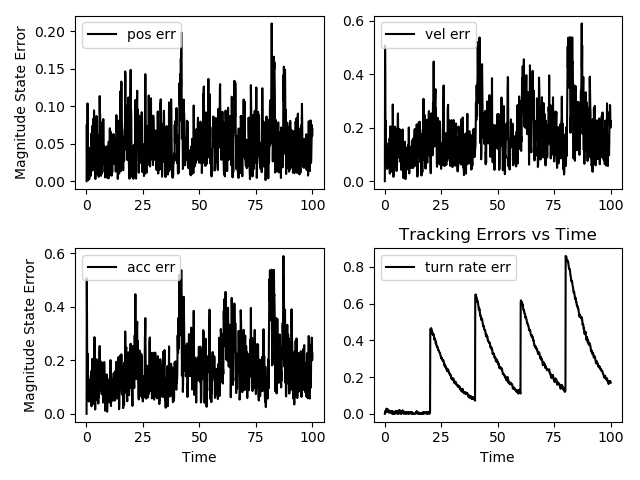 Magnitude State Error
0.20
0.15
0.10
0.05
0.00
pos err
0 25 50 75 100
0.6
0.4
0.2
0.0
vel err
0 25 50 75 100
Magnitude State Error
0.6
0.4
0.2
0.0
acc err
0 25 50 75 100
Time
Tracking Errors vs Time
0.8
0.6
0.4
0.2
0.0
turn rate err
0 25 50 75 100
Time